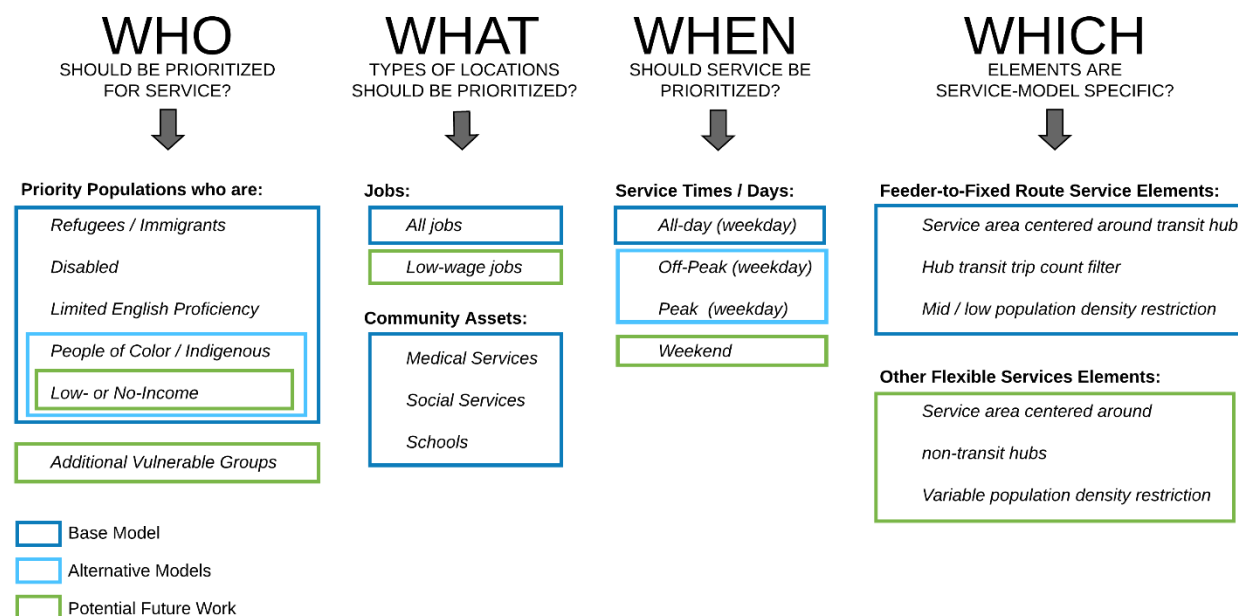 WHO
SHOULD BE PRIORITIZED
FOR SERVICE?
Priority Populations who are:
Refugees / Immigrants
Disabled
Limited English Proficiency
People of Color / Indigenous
Low- or No-Income
Additional Vulnerable Groups
WHAT
TYPES OF LOCATIONS
SHOULD BE PRIORITIZED?
Jobs:
All jobs
Low-wage jobs
Community Assets:
Medical Services
Social Services
Schools
WHEN
SHOULD SERVICE BE
PRIORITIZED?
Service Times / Days:
All-day (weekday)
Off-Peak (weekday)
Peak (weekday)
Weekend
WHICH
ELEMENTS ARE
SERVICE-MODEL SPECIFIC?
Feeder-to-Fixed Route Service Elements:
Service area centered around transit hub
Hub transit trip count filter
Mid / low population density restriction
Other Flexible Services Elements:
Service area centered around
non-transit hubs
Variable population density restriction
Base Model
Alternative Models
Potential Future Work